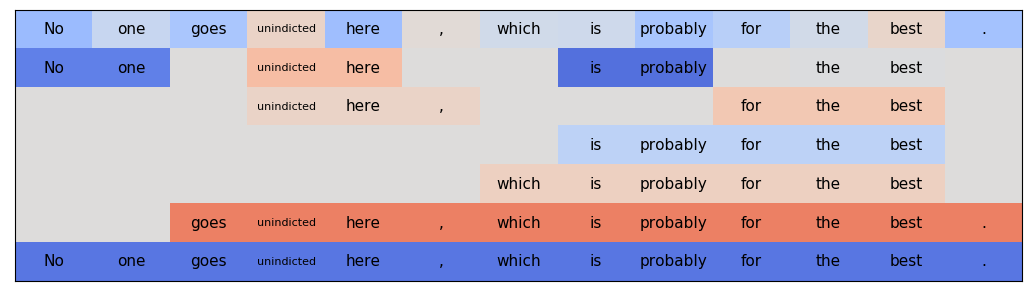 No one goes unindicted here , which is probably for the best .
No one unindicted here is probably the best
unindicted here , for the best
is probably for the best
which is probably for the best
goes unindicted here , which is probably for the best .
No one goes unindicted here , which is probably for the best .